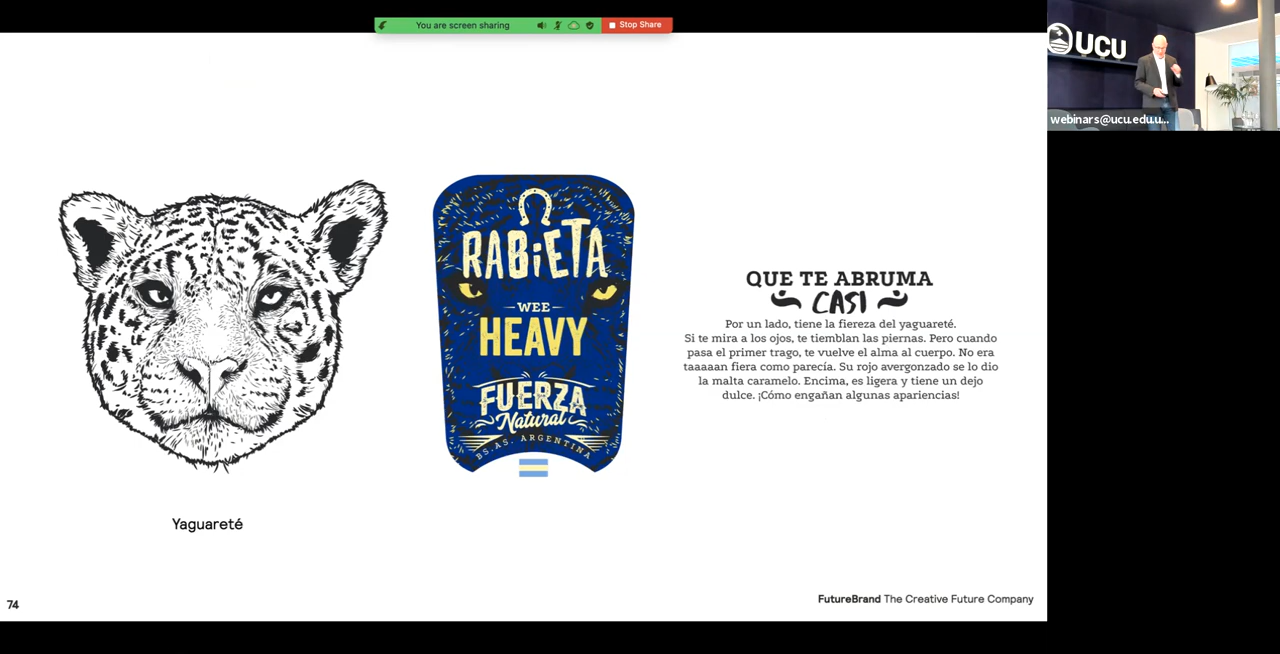 You are screen sharing
Stop Share
UCU
webinars@ucu.edu.u...
RABiETA
WEE
HEAVY
FUERZA
Natural
BS.AS. ARGENTINA
QUE TE ABRUMA
CASI
Por un lado, tiene la fiereza del yaguareté.
Si te mira a los ojos, te tiemblan las piernas. Pero cuando
pasa el primer trago, te vuelve el alma al cuerpo. No era
taaaaan fiera como parecía. Su rojo avergonzado se lo dio
la malta caramelo. Encima, es ligera y tiene un dejo
dulce. ¡Cómo engañan algunas apariencias!
Yaguareté
74
FutureBrand The Creative Future Company